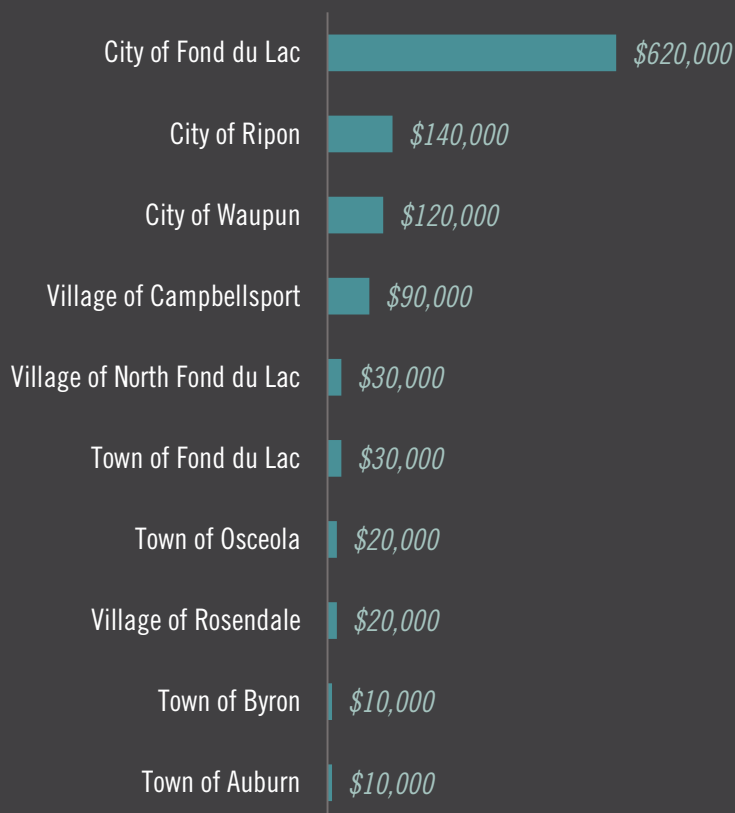 City of Fond du Lac $620,000
City of Ripon $140,000
City of Waupun $120,000
Village of Campbellsport $90,000
Village of North Fond du Lac $30,000
Town of Fond du Lac $30,000
Town of Osceola $20,000
Village of Rosendale $20,000
Town of Byron $10,000
Town of Auburn $10,000